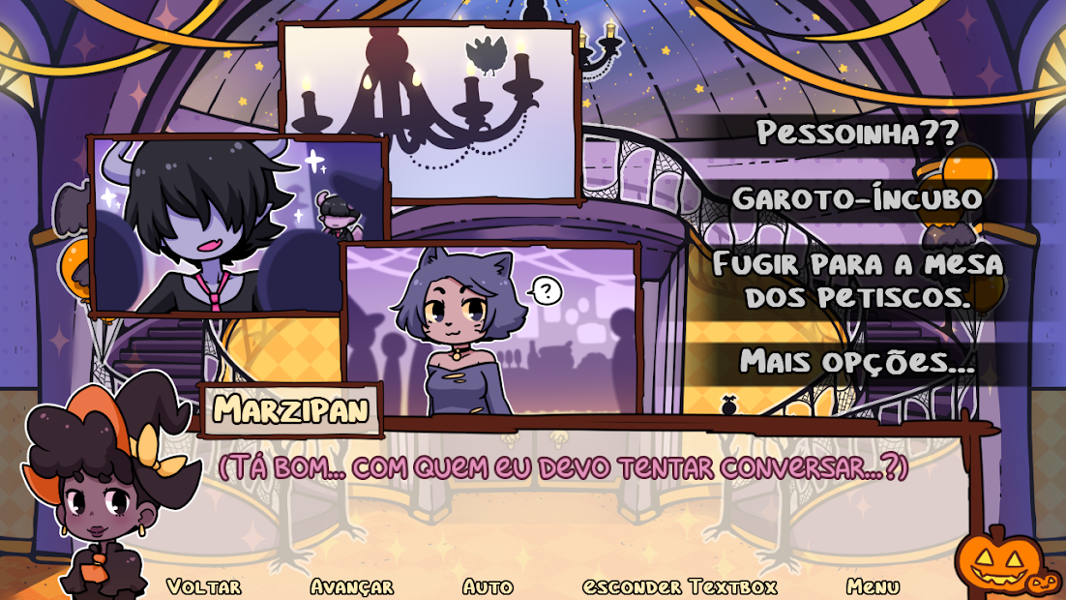 Pessoinha??
Garoto-Íncubo
Fugir para a mesa
dos petiscos.
Mais opções...
?
Marzipan
(Tá bom... com quem eu devo tentar conversar...?)
Voltar
Avançar
Auto
esconder Textbox
Menu